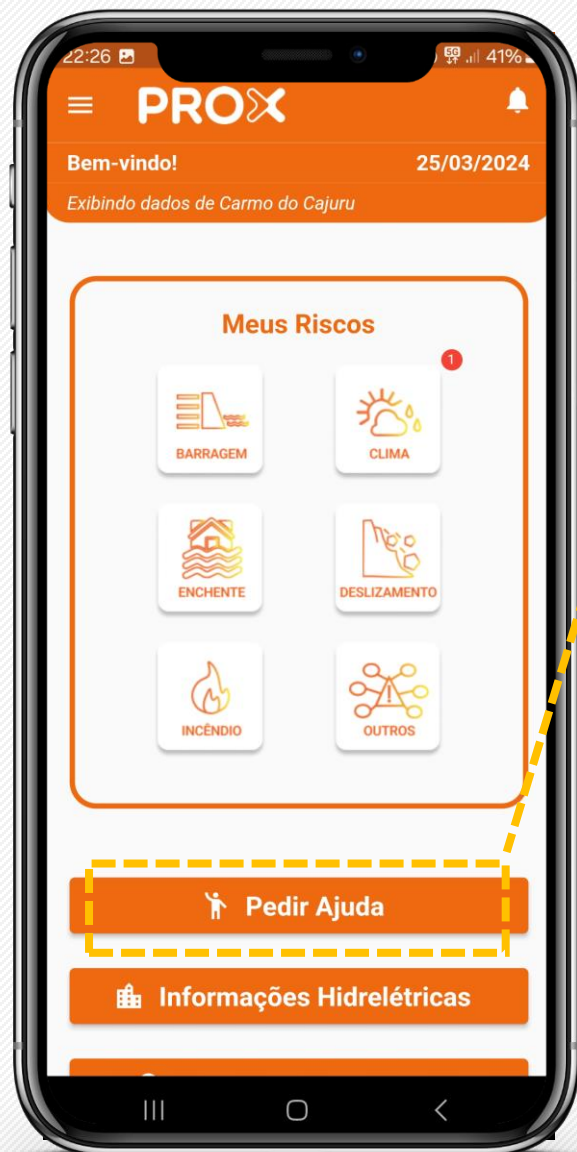 22:26 5G 41%
PROX
Bem-vindo! 25/03/2024
Exibindo dados de Carmo do Cajuru
Meus Riscos
1
BARRAGEM CLIMA
ENCHENTE DESLIZAMENTO
INCÊNDIO OUTROS
Pedir Ajuda
Informações Hidrelétricas